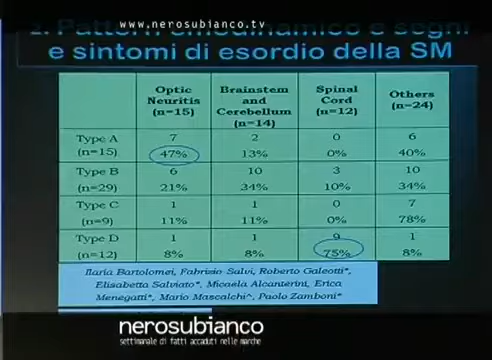 www.nerosubianco.tv
2. Pattern emodinamico e segni
e sintomi di esordio della SM
Optic Neuritis (n=15) Brainstem and Cerebellum (n=14) Spinal Cord (n=12) Others (n=24)
Type A (n=15) 7 47% 2 13% 0 0% 6 40%
Type B (n=29) 6 21% 10 34% 3 10% 10 34%
Type C (n=9) 1 11% 1 11% 0 0% 7 78%
Type D (n=12) 1 8% 1 8% 9 75% 1 8%
Ilaria Bartolomei, Fabrizio Salvi, Roberto Galeotti*,
Elisabetta Salviato*, Micaela Alcanterini, Erica
Menegatti*, Mario Mascalchi^, Paolo Zamboni*
nerosubianco
settimanale di fatti accaduti nelle marche